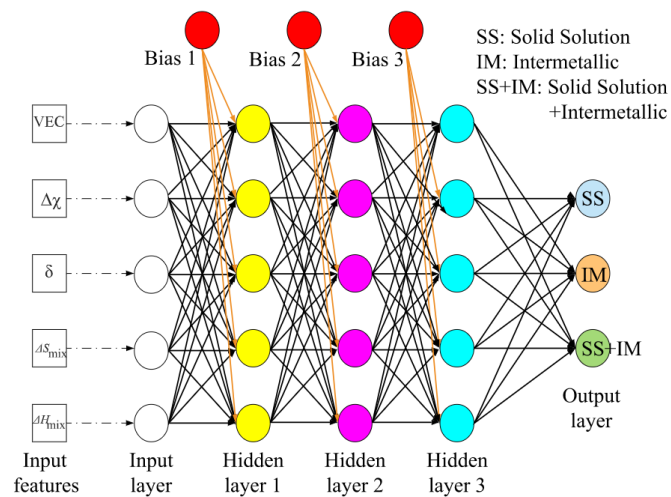 Bias 1
Bias 2
Bias 3
SS: Solid Solution
IM: Intermetallic
SS+IM: Solid Solution
+Intermetallic
VEC
Δχ
δ
ΔSmix
ΔHmix
SS
IM
SS+IM
Input
features
Input
layer
Hidden
layer 1
Hidden
layer 2
Hidden
layer 3
Output
layer